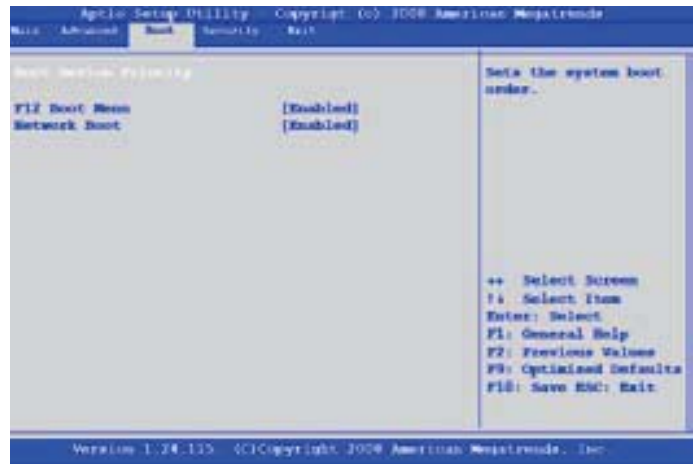 Aptio Setup Utility Copyrigt (c) 2008 American Megatrends
Main Advanced Boot Security Exit
Boot Device Priority
F12 Boot Menu [Enabled]
Network Boot [Enabled]
Sets the system boot
order.
↔ Select Screen
↑↓ Select Item
Enter: Select
F1: General Help
F2: Previous Values
F9: Optimized Defaults
F10: Save ESC: Exit
Version 1.24.115 (C)Copyright 2008 American Megatrends. Inc